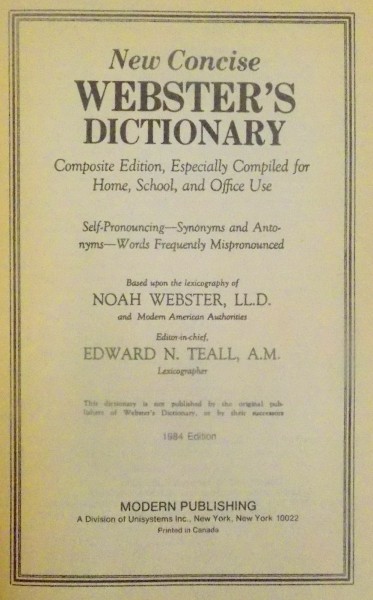 New Concise
WEBSTER'S
DICTIONARY
Composite Edition, Especially Compiled for
Home, School, and Office Use
Self-Pronouncing—Synonyms and Anto-
nyms—Words Frequently Mispronounced
Based upon the lexicography of
NOAH WEBSTER, LL.D.
and Modern American Authorities
Editor-in-chief,
EDWARD N. TEALL, A.M.
Lexicographer
This dictionary is not published by the original pub-
lishers of Webster's Dictionary, or by their successors
1984 Edition
MODERN PUBLISHING
A Division of Unisystems Inc., New York, New York 10022
Printed in Canada